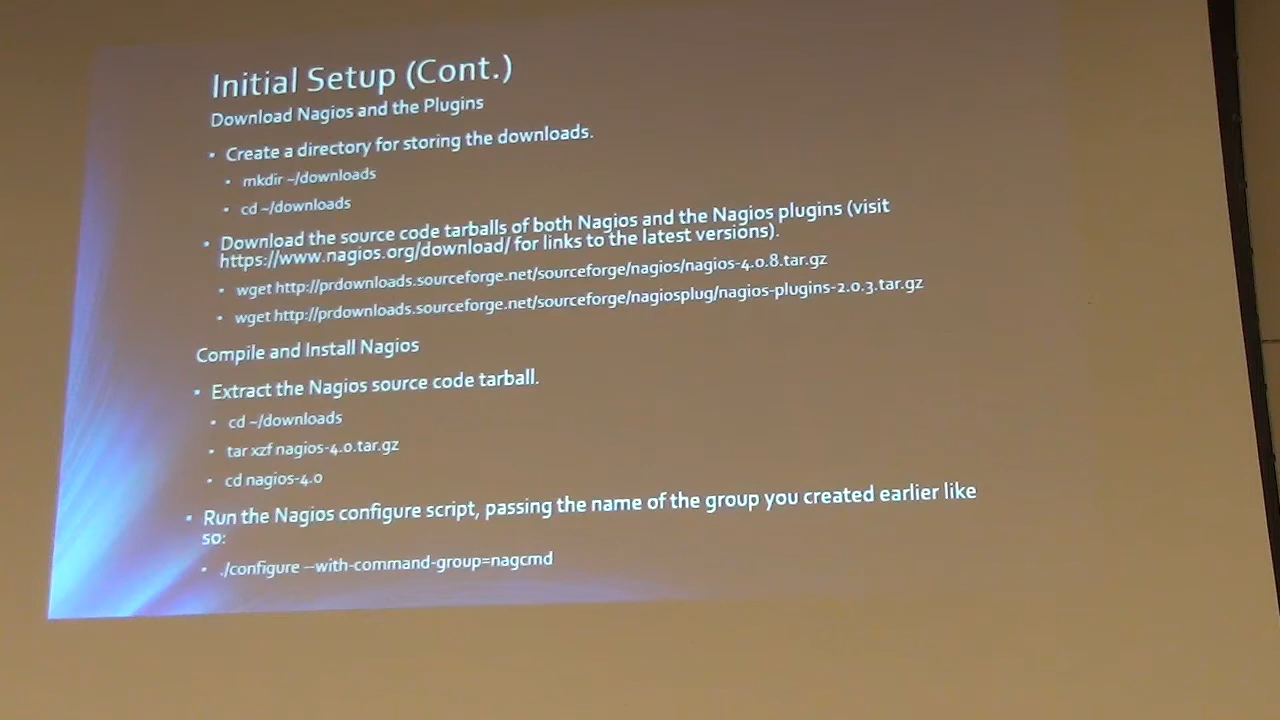 Initial Setup (Cont.)
Download Nagios and the Plugins
• Create a directory for storing the downloads.
• mkdir ~/downloads
• cd ~/downloads
• Download the source code tarballs of both Nagios and the Nagios plugins (visit
https://www.nagios.org/download/ for links to the latest versions).
• wget http://prdownloads.sourceforge.net/sourceforge/nagios/nagios-4.0.8.tar.gz
• wget http://prdownloads.sourceforge.net/sourceforge/nagiosplug/nagios-plugins-2.0.3.tar.gz
Compile and Install Nagios
• Extract the Nagios source code tarball.
• cd ~/downloads
• tar xzf nagios-4.0.tar.gz
• cd nagios-4.0
• Run the Nagios configure script, passing the name of the group you created earlier like
so:
• ./configure --with-command-group=nagcmd